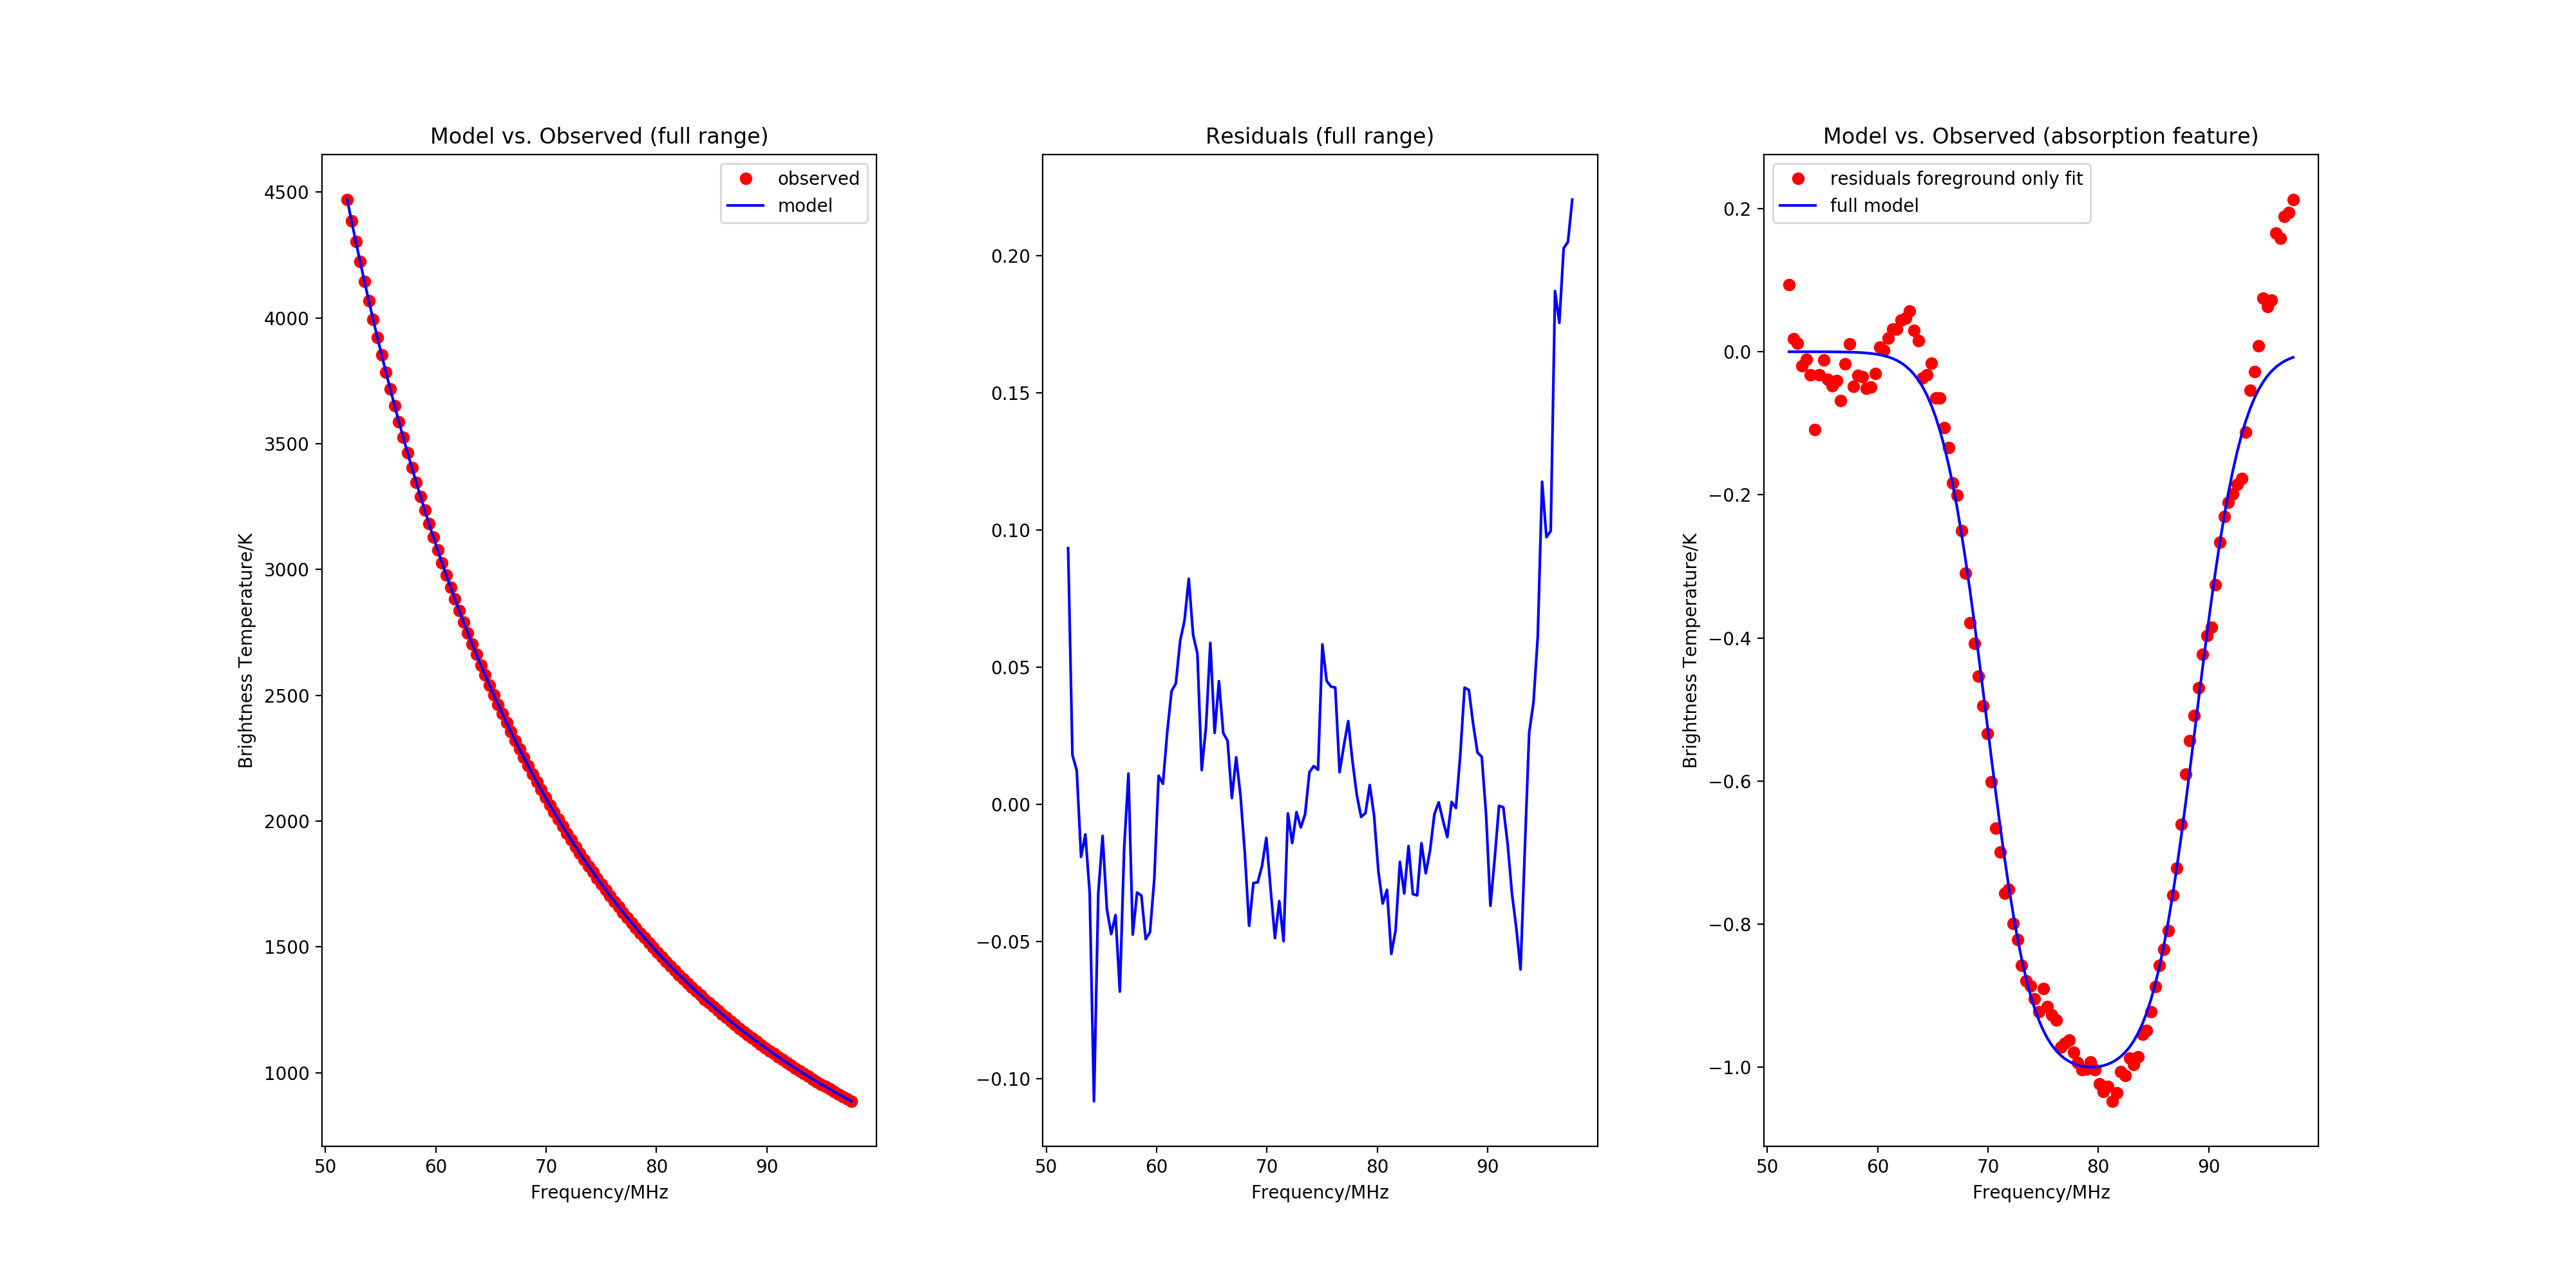 Model vs. Observed (full range)
observed
model
4500
4000
3500
3000
2500
2000
1500
1000
Brightness Temperature/K
50 60 70 80 90
Frequency/MHz
Residuals (full range)
0.20
0.15
0.10
0.05
0.00
−0.05
−0.10
50 60 70 80 90
Frequency/MHz
Model vs. Observed (absorption feature)
residuals foreground only fit
full model
0.2
0.0
−0.2
−0.4
−0.6
−0.8
−1.0
Brightness Temperature/K
50 60 70 80 90
Frequency/MHz